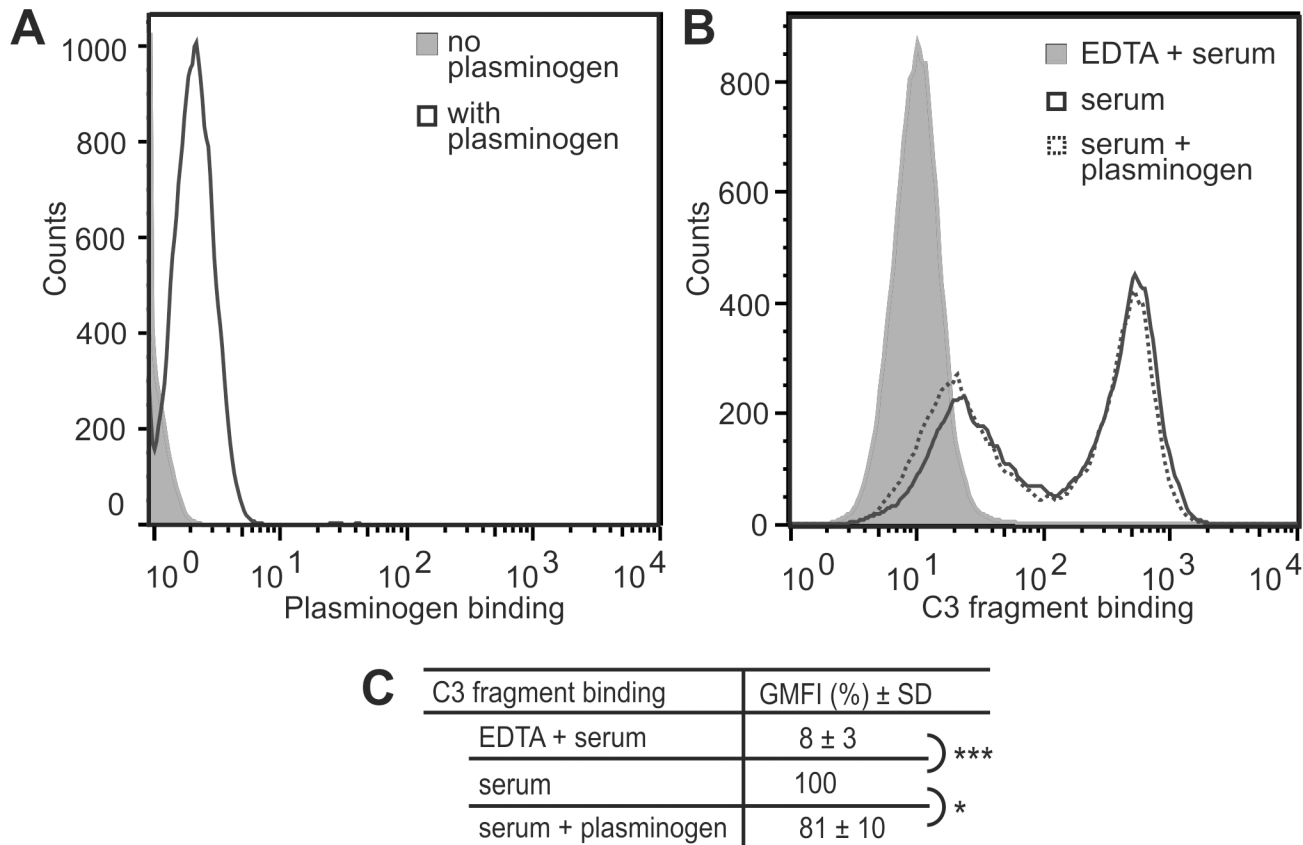 A
1000
800
600
400
200
0
Counts
no
plasminogen
with
plasminogen
10^0 10^1 10^2 10^3 10^4
Plasminogen binding
B
800
600
400
200
0
Counts
EDTA + serum
serum
serum +
plasminogen
10^0 10^1 10^2 10^3 10^4
C3 fragment binding
C
C3 fragment binding GMFI (%) ± SD
EDTA + serum 8 ± 3
***
serum 100
*
serum + plasminogen 81 ± 10